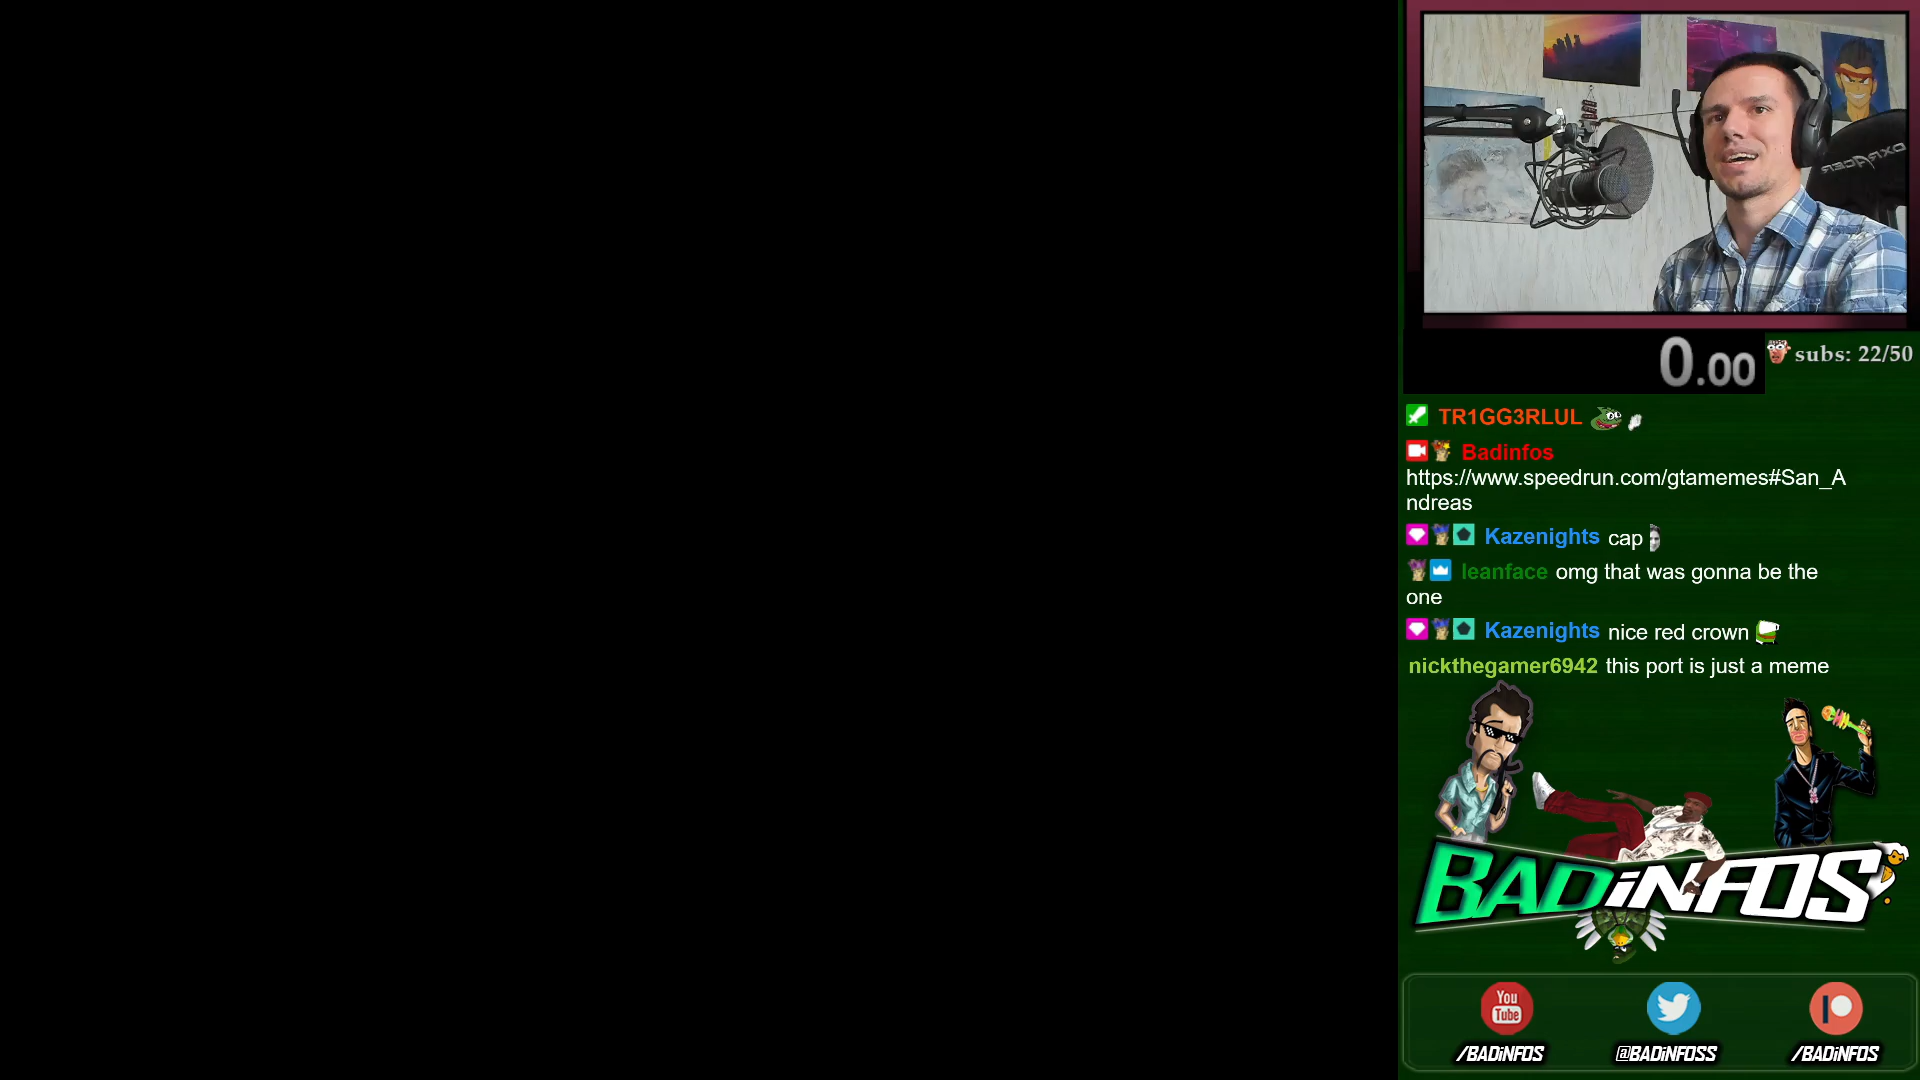 DXRACER
0.00
subs: 22/50
TR1GG3RLUL
Badinfos
https://www.speedrun.com/gtamemes#San_A
ndreas
Kazenights cap
leanface omg that was gonna be the
one
Kazenights nice red crown
nickthegamer6942 this port is just a meme
BADiNFOS
You
Tube
/BADiNFOS
@BADiNFOSS
/BADiNFOS